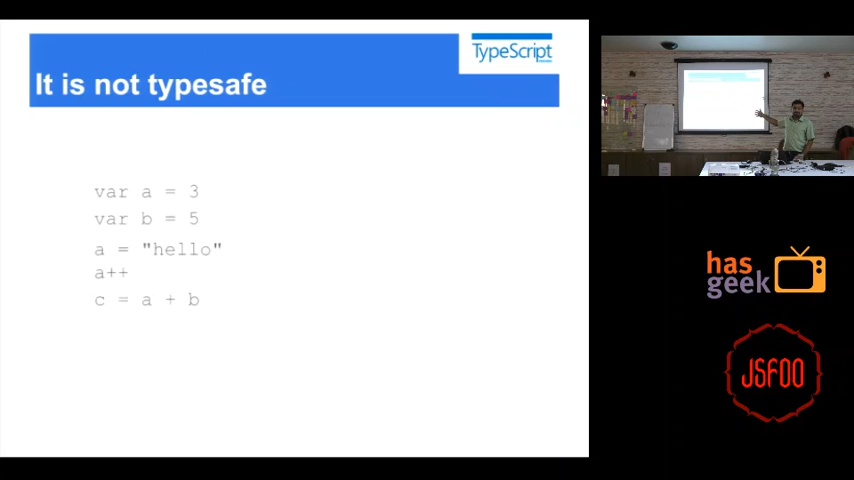 It is not typesafe
TypeScript
var a = 3
var b = 5
a = "hello"
a++
c = a + b
has
geek
JSFOO